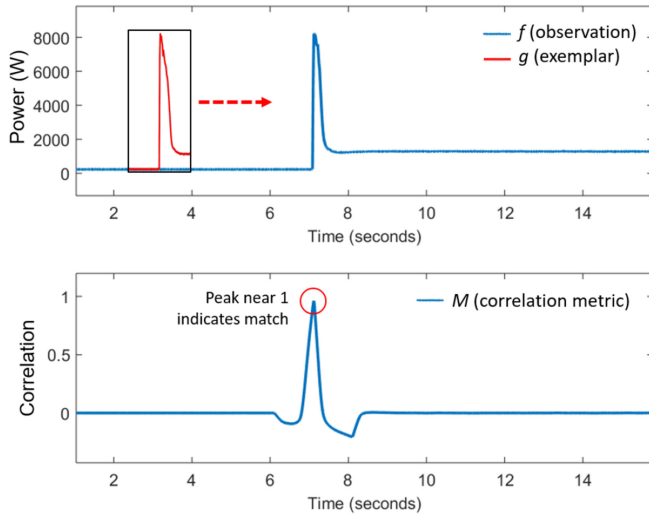 f (observation)
g (exemplar)
Power (W)
8000
6000
4000
2000
0
2 4 6 8 10 12 14
Time (seconds)
Peak near 1
indicates match
M (correlation metric)
Correlation
1
0.5
0
2 4 6 8 10 12 14
Time (seconds)